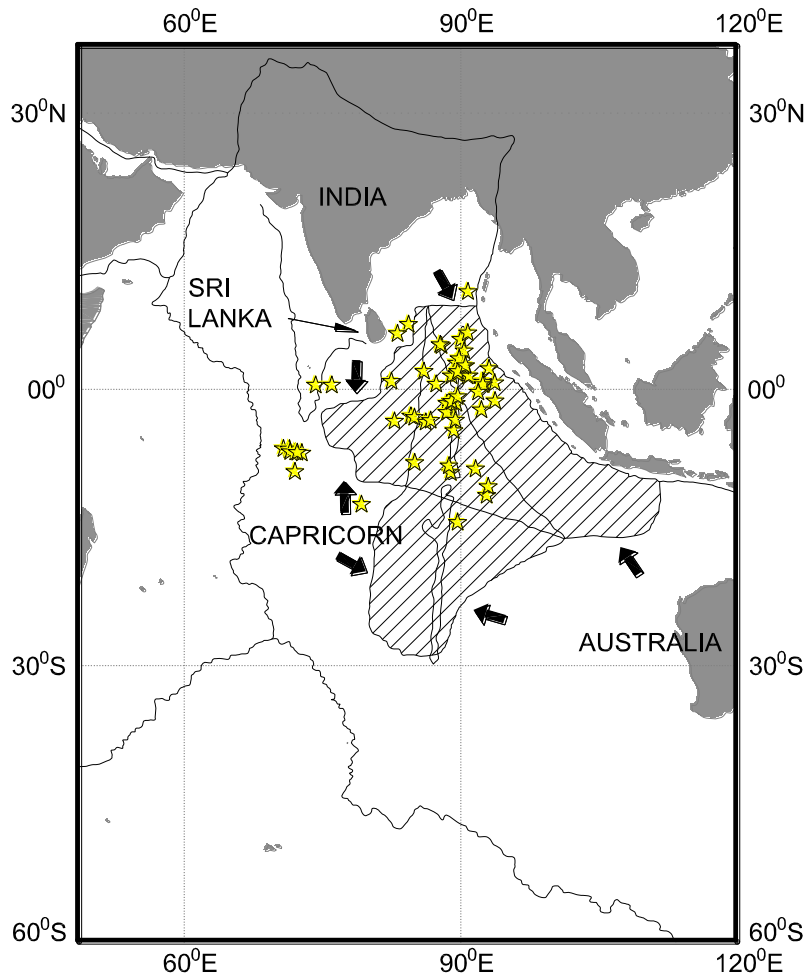 60⁰E 90⁰E 120⁰E
30⁰N 30⁰N
INDIA
SRI
LANKA
00⁰ 00⁰
CAPRICORN
AUSTRALIA
30⁰S 30⁰S
60⁰S 60⁰S
60⁰E 90⁰E 120⁰E